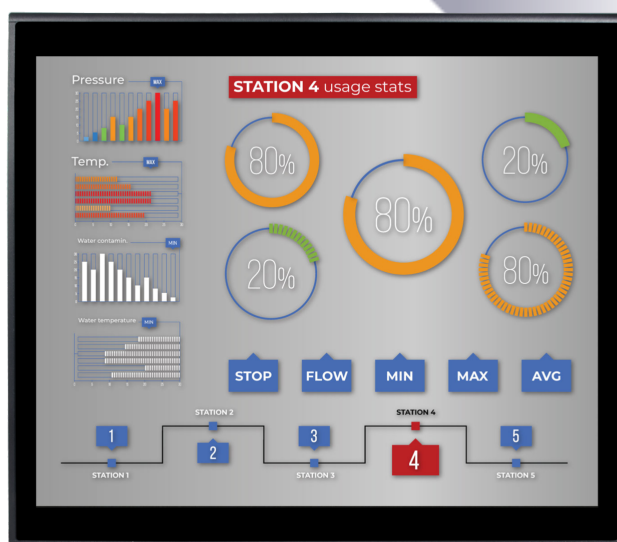 Pressure
MAX
STATION 4 usage stats
80%
20%
80%
Temp.
MAX
Water contamin.
MIN
20%
80%
Water temperature
MIN
STOP
FLOW
MIN
MAX
AVG
STATION 2
STATION 4
1
3
5
2
4
STATION 1
STATION 3
STATION 5